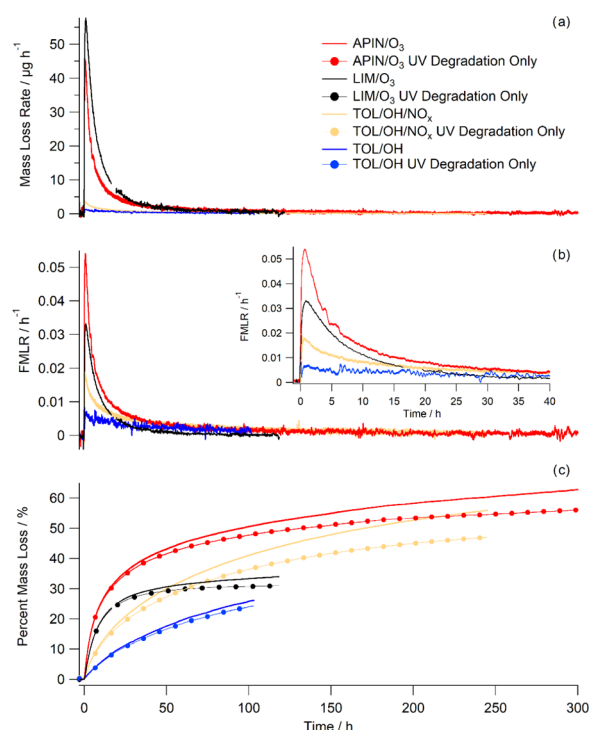 (a)
50
40
30
20
10
0
Mass Loss Rate / µg h⁻¹
APIN/O₃
APIN/O₃ UV Degradation Only
LIM/O₃
LIM/O₃ UV Degradation Only
TOL/OH/NOₓ
TOL/OH/NOₓ UV Degradation Only
TOL/OH
TOL/OH UV Degradation Only
(b)
0.05
0.04
0.03
0.02
0.01
0
FMLR / h⁻¹
0.05
0.04
0.03
0.02
0.01
0
FMLR / h⁻¹
0 5 10 15 20 25 30 35 40
Time / h
(c)
60
50
40
30
20
10
0
Percent Mass Loss / %
0 50 100 150 200 250 300
Time / h